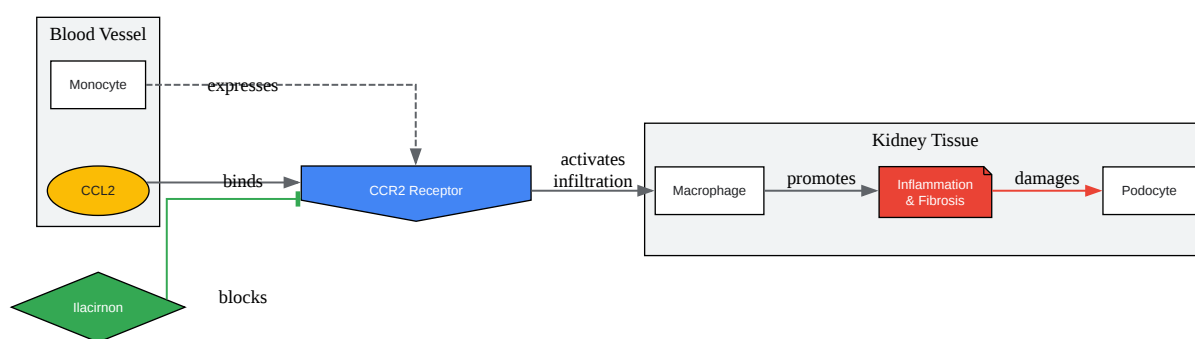 Blood Vessel
Monocyte
expresses
CCL2
binds
CCR2 Receptor
activates
infiltration
Kidney Tissue
Macrophage
promotes
Inflammation
& Fibrosis
damages
Podocyte
Ilacirnon
blocks